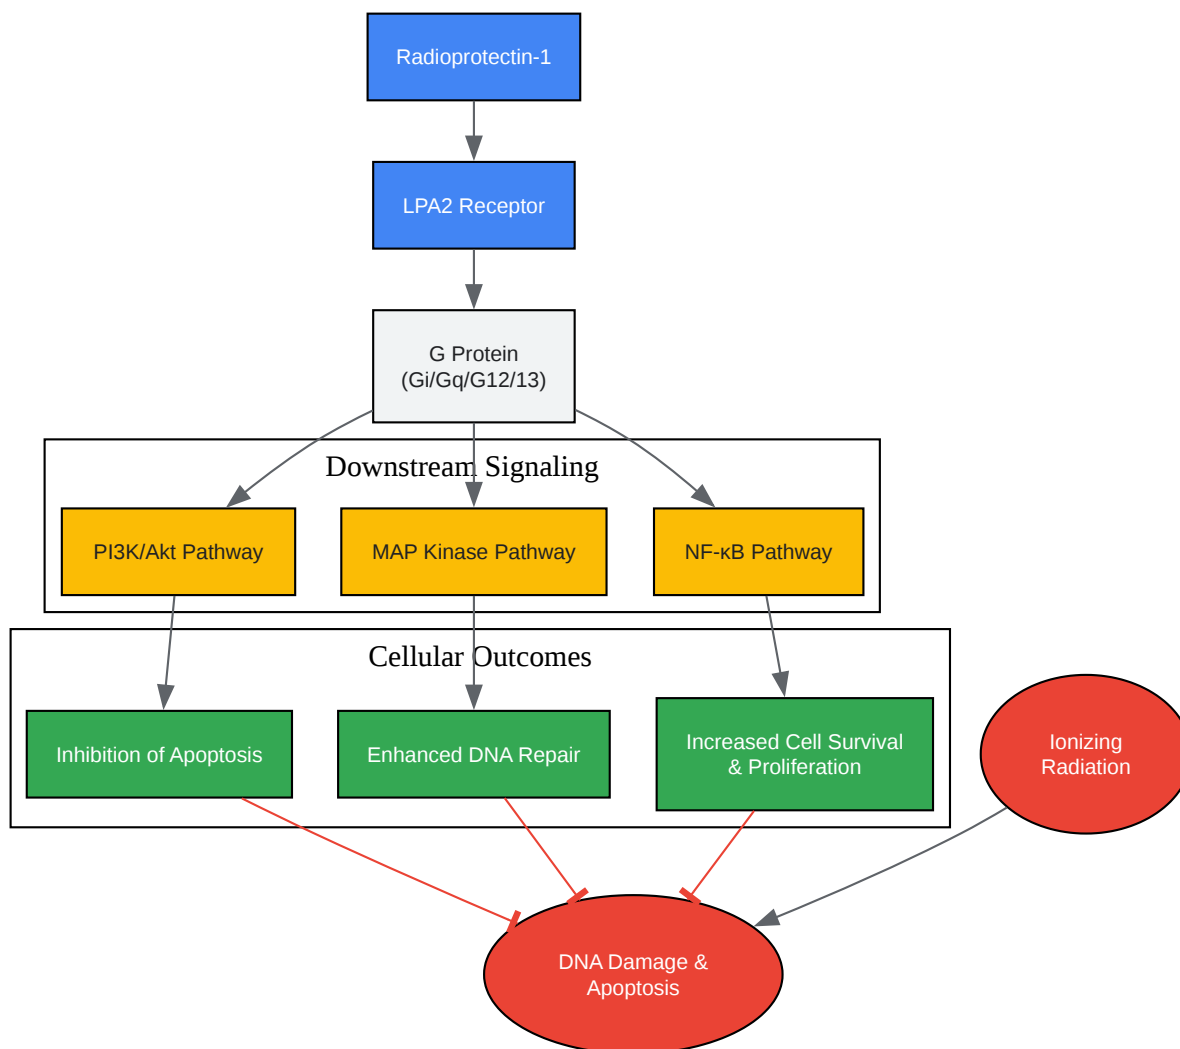 Radioprotectin-1
LPA2 Receptor
G Protein
(Gi/Gq/G12/13)
Downstream Signaling
PI3K/Akt Pathway
MAP Kinase Pathway
NF-κB Pathway
Cellular Outcomes
Inhibition of Apoptosis
Enhanced DNA Repair
Increased Cell Survival
& Proliferation
Ionizing
Radiation
DNA Damage &
Apoptosis